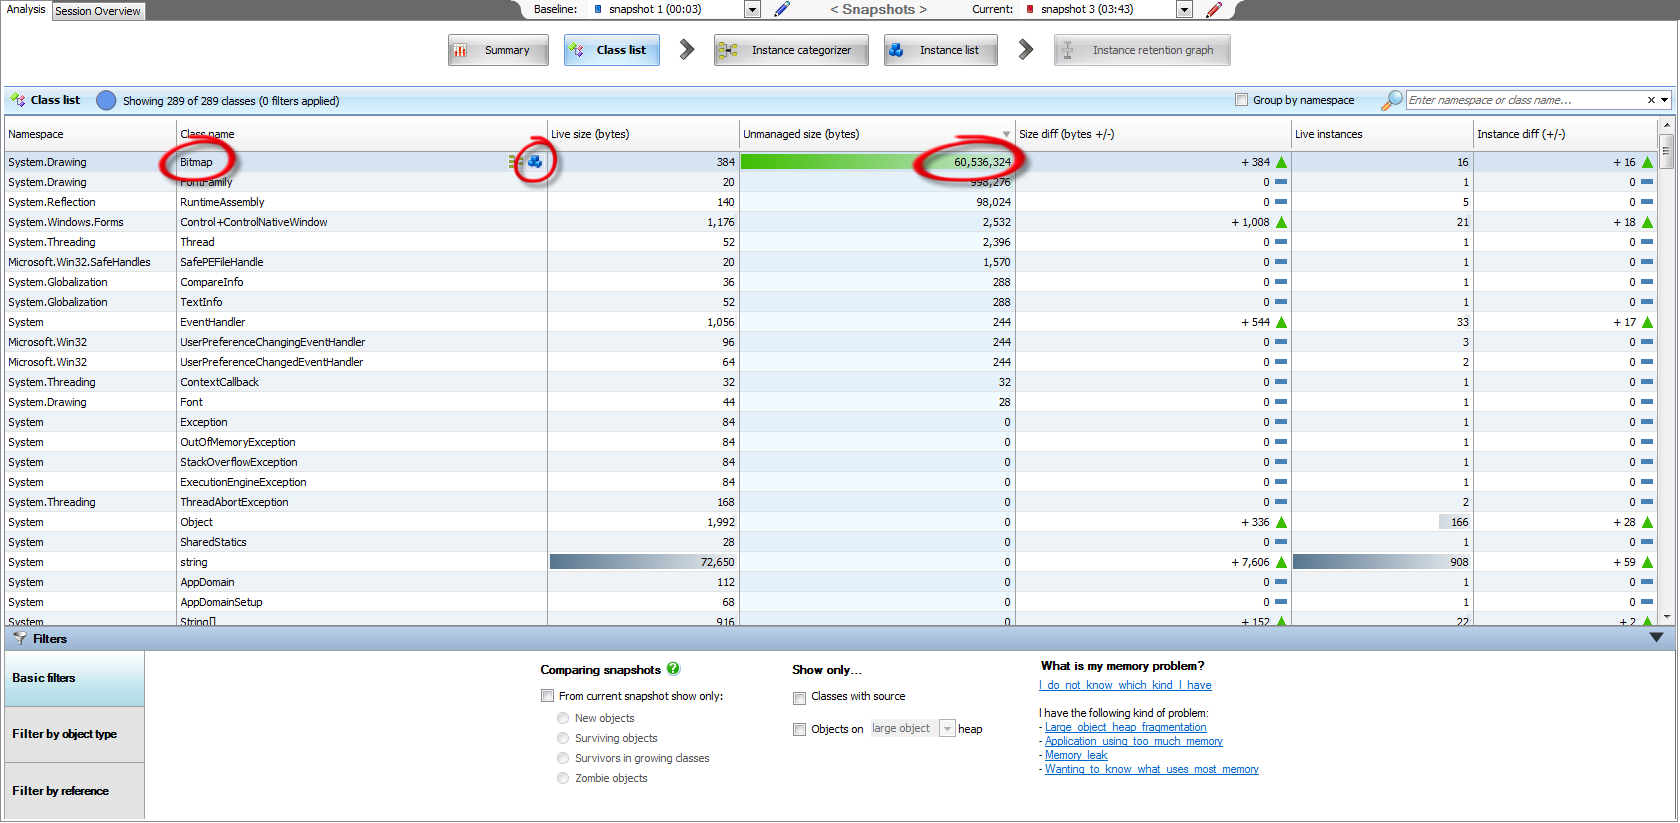 Analysis Session Overview Baseline: snapshot 1 (00:03) < Snapshots > Current: snapshot 3 (03:43)
Summary Class list Instance categorizer Instance list Instance retention graph
Class list Showing 289 of 289 classes (0 filters applied) Group by namespace Enter namespace or class name...
Namespace Class name Live size (bytes) Unmanaged size (bytes) Size diff (bytes +/-) Live instances Instance diff (+/-)
System.Drawing Bitmap 384 60,536,324 + 384 16 + 16
System.Drawing FontFamily 20 998,276 0 1 0
System.Reflection RuntimeAssembly 140 98,024 0 5 0
System.Windows.Forms Control+ControlNativeWindow 1,176 2,532 + 1,008 21 + 18
System.Threading Thread 52 2,396 0 1 0
Microsoft.Win32.SafeHandles SafePEFileHandle 20 1,570 0 1 0
System.Globalization CompareInfo 36 288 0 1 0
System.Globalization TextInfo 52 288 0 1 0
System EventHandler 1,056 244 + 544 33 + 17
Microsoft.Win32 UserPreferenceChangingEventHandler 96 244 0 3 0
Microsoft.Win32 UserPreferenceChangedEventHandler 64 244 0 2 0
System.Threading ContextCallback 32 32 0 1 0
System.Drawing Font 44 28 0 1 0
System Exception 84 0 0 1 0
System OutOfMemoryException 84 0 0 1 0
System StackOverflowException 84 0 0 1 0
System ExecutionEngineException 84 0 0 1 0
System.Threading ThreadAbortException 168 0 0 2 0
System Object 1,992 0 + 336 166 + 28
System SharedStatics 28 0 0 1 0
System string 72,650 0 + 7,606 908 + 59
System AppDomain 112 0 0 1 0
System AppDomainSetup 68 0 0 1 0
System String[] 916 0 + 152 22 + 2
Filters
Basic filters
Filter by object type
Filter by reference
Comparing snapshots
From current snapshot show only:
New objects
Surviving objects
Survivors in growing classes
Zombie objects
Show only...
Classes with source
Objects on large object heap
What is my memory problem?
I do not know which kind I have
I have the following kind of problem:
- Large object heap fragmentation
- Application using too much memory
- Memory leak
- Wanting to know what uses most memory